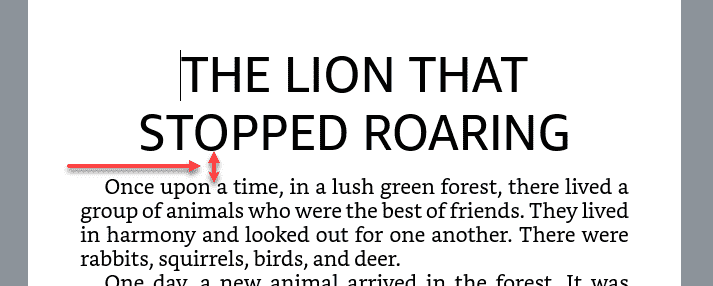 THE LION THAT
STOPPED ROARING
Once upon a time, in a lush green forest, there lived a
group of animals who were the best of friends. They lived
in harmony and looked out for one another. There were
rabbits, squirrels, birds, and deer.
One day, a new animal arrived in the forest. It was